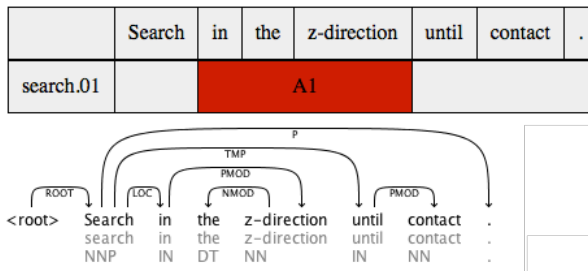 Search in the z-direction until contact .
search.01 A1
P
TMP
PMOD
ROOT LOC NMOD PMOD
<root> Search in the z-direction until contact .
search in the z-direction until contact .
NNP IN DT NN IN NN .